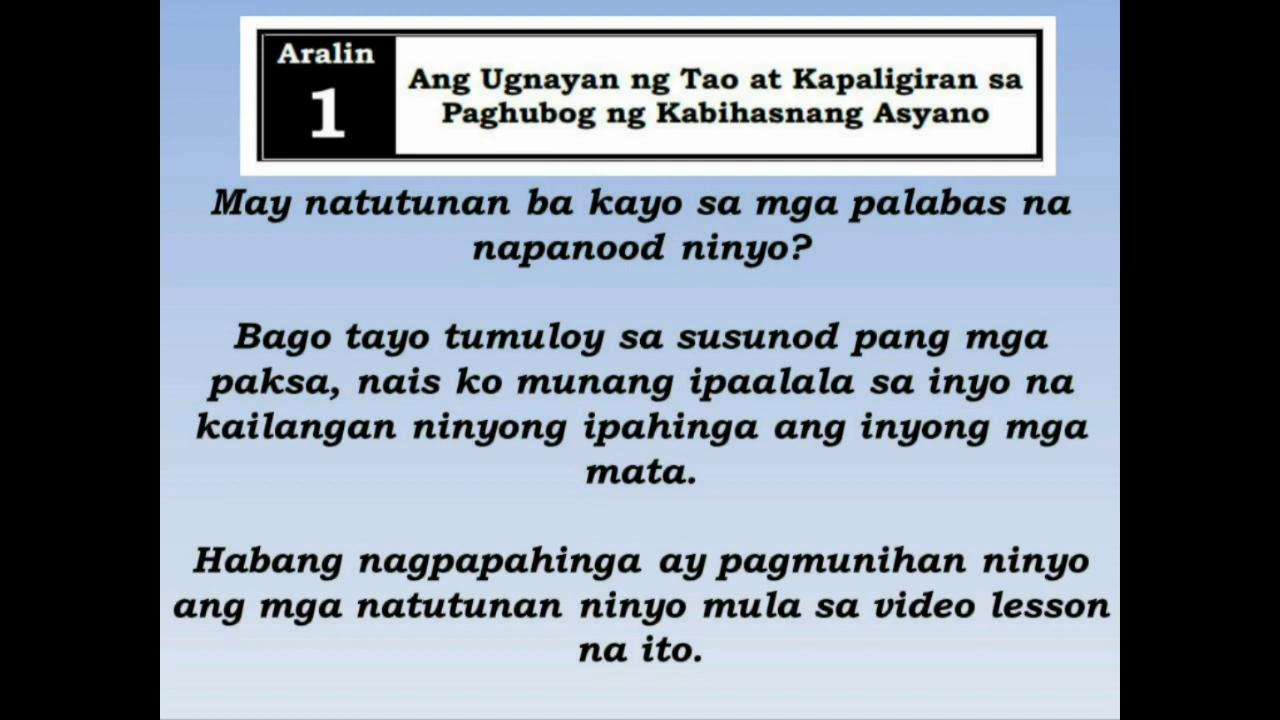 Aralin
1
Ang Ugnayan ng Tao at Kapaligiran sa
Paghubog ng Kabihasnang Asyano
May natutunan ba kayo sa mga palabas na
napanood ninyo?
Bago tayo tumuloy sa susunod pang mga
paksa, nais ko munang ipaalala sa inyo na
kailangan ninyong ipahinga ang inyong mga
mata.
Habang nagpapahinga ay pagmunihan ninyo
ang mga natutunan ninyo mula sa video lesson
na ito.